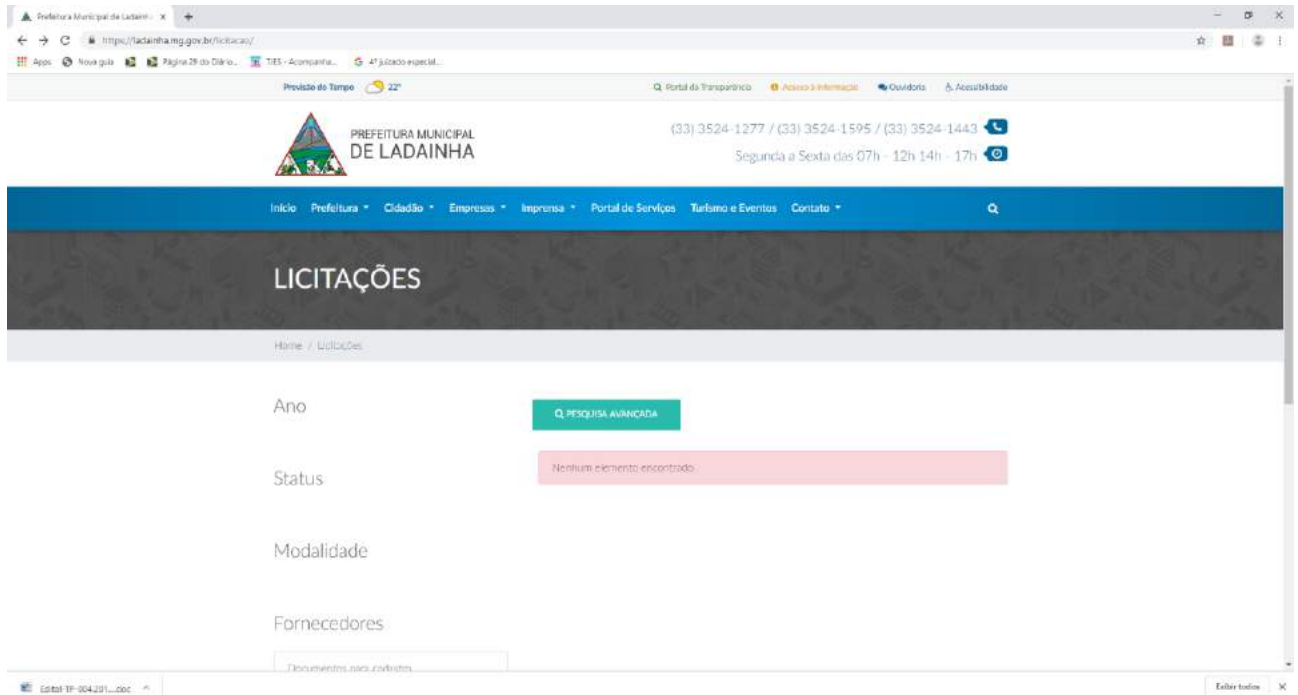 Prefeitura Municipal de Ladainh
https://ladainha.mg.gov.br/licitacao/
Apps Nova guia Página 29 do Diário... TJES - Acompanha... 4º juizado especial...
Previsão do Tempo 22° Portal da Transparência Acesso à Informação Ouvidoria Acessibilidade
PREFEITURA MUNICIPAL
DE LADAINHA
(33) 3524-1277 / (33) 3524-1595 / (33) 3524-1443
Segunda a Sexta das 07h - 12h 14h - 17h
Início Prefeitura Cidadão Empresas Imprensa Portal de Serviços Turismo e Eventos Contato
LICITAÇÕES
Home / Licitações
Ano
PESQUISA AVANÇADA
Nenhum elemento encontrado.
Status
Modalidade
Fornecedores
Documentos para cadastro
Edital-TP-004.201....doc
Exibir todos